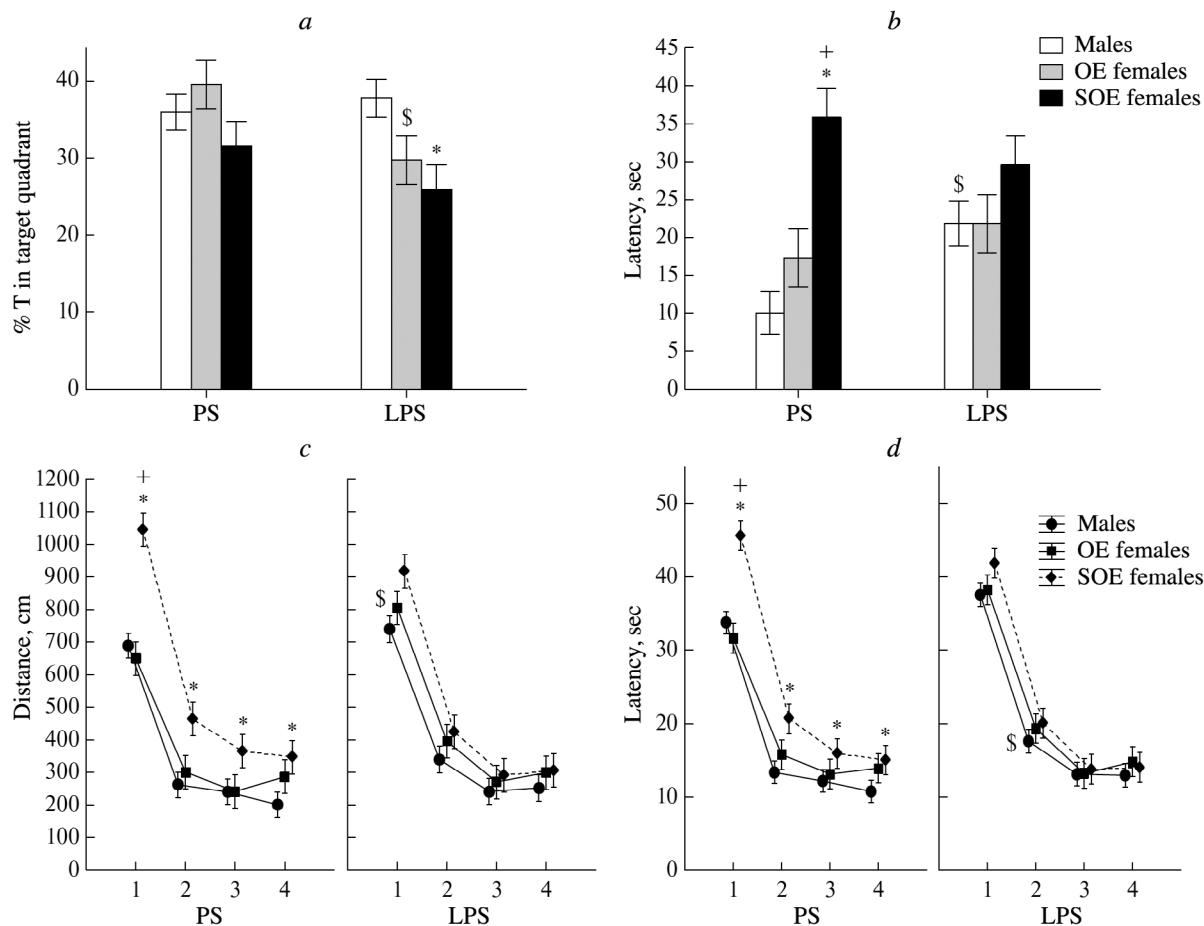 a
% T in target quadrant
40
30
20
10
0
$
*
PS
LPS
b
Latency, sec
45
40
35
30
25
20
15
10
5
0
+
*
$
PS
LPS
Males
OE females
SOE females
c
Distance, cm
1200
1100
1000
900
800
700
600
500
400
300
200
100
0
+
*
*
*
*
$
1 2 3 4
PS
1 2 3 4
LPS
d
Latency, sec
50
40
30
20
10
0
+
*
*
*
*
$
1 2 3 4
PS
1 2 3 4
LPS
Males
OE females
SOE females